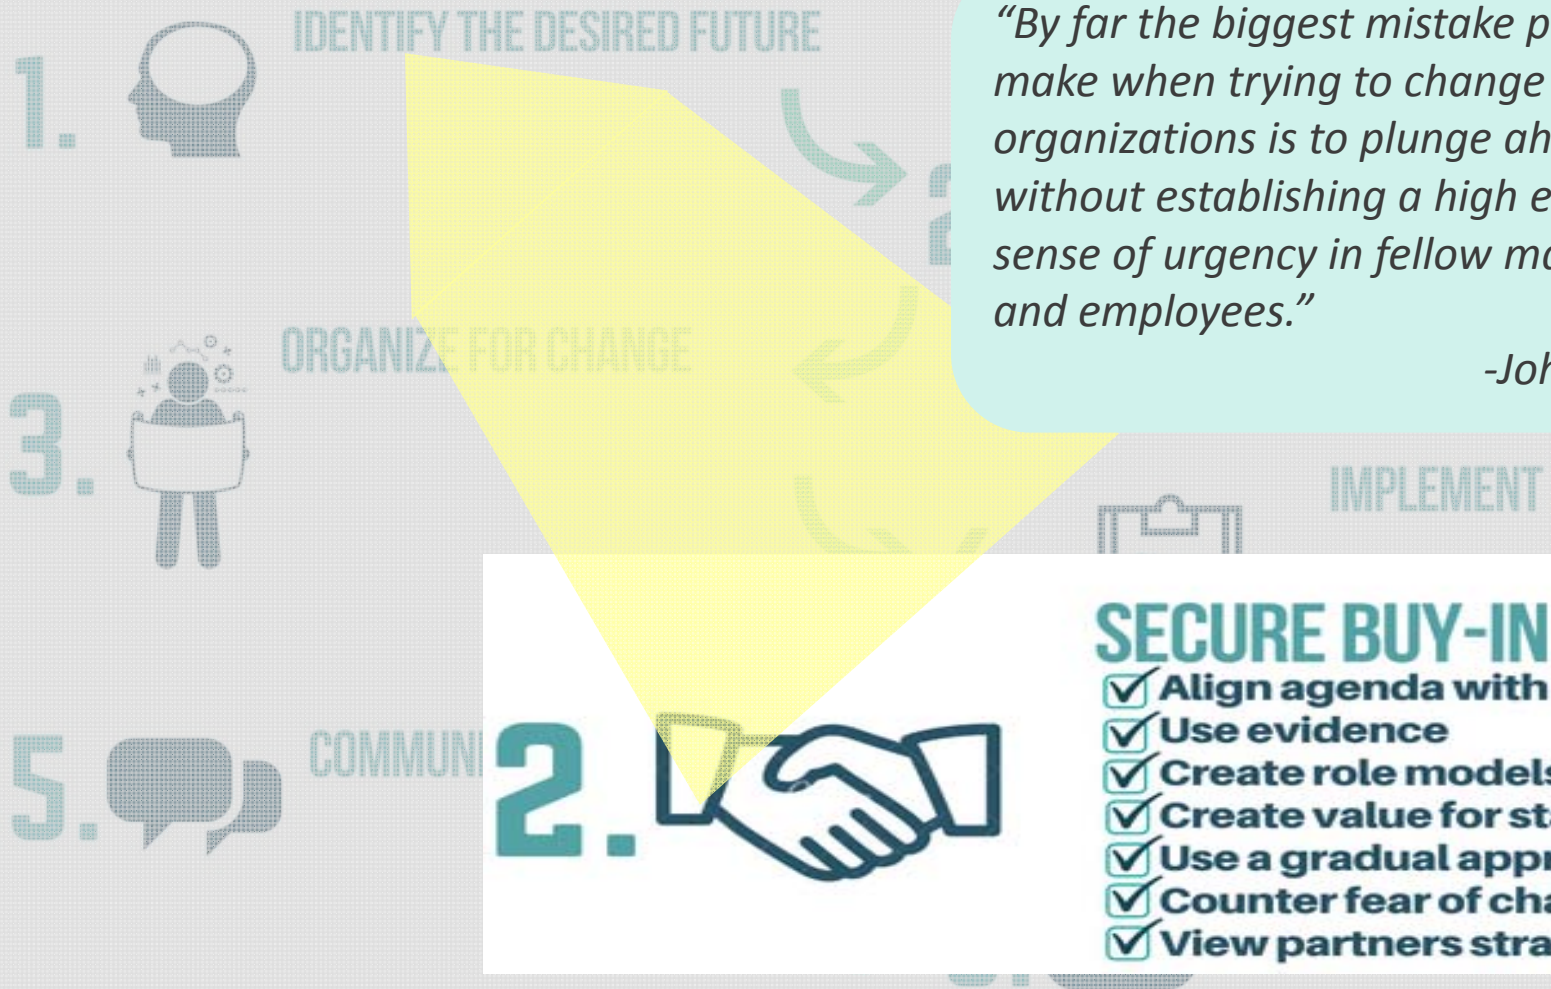 1.
IDENTIFY THE DESIRED FUTURE
“By far the biggest mistake p
make when trying to change
organizations is to plunge ah
without establishing a high e
sense of urgency in fellow ma
and employees.”
-Joh
3.
ORGANIZE FOR CHANGE
IMPLEMENT
5.
COMMUNI
2.
SECURE BUY-IN
Align agenda with
Use evidence
Create role models
Create value for sta
Use a gradual appr
Counter fear of cha
View partners stra